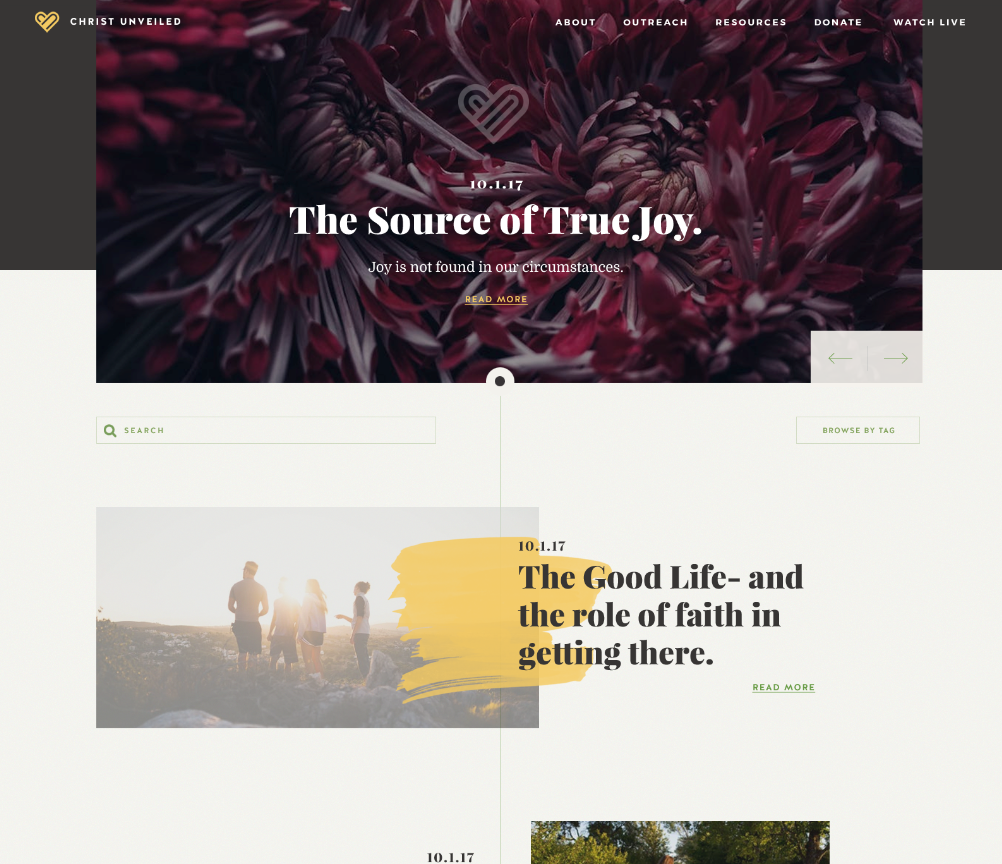 CHRIST UNVEILED
ABOUT OUTREACH RESOURCES DONATE WATCH LIVE
10.1.17
The Source of True Joy.
Joy is not found in our circumstances.
READ MORE
SEARCH
BROWSE BY TAG
10.1.17
The Good Life- and
the role of faith in
getting there.
READ MORE
10.1.17